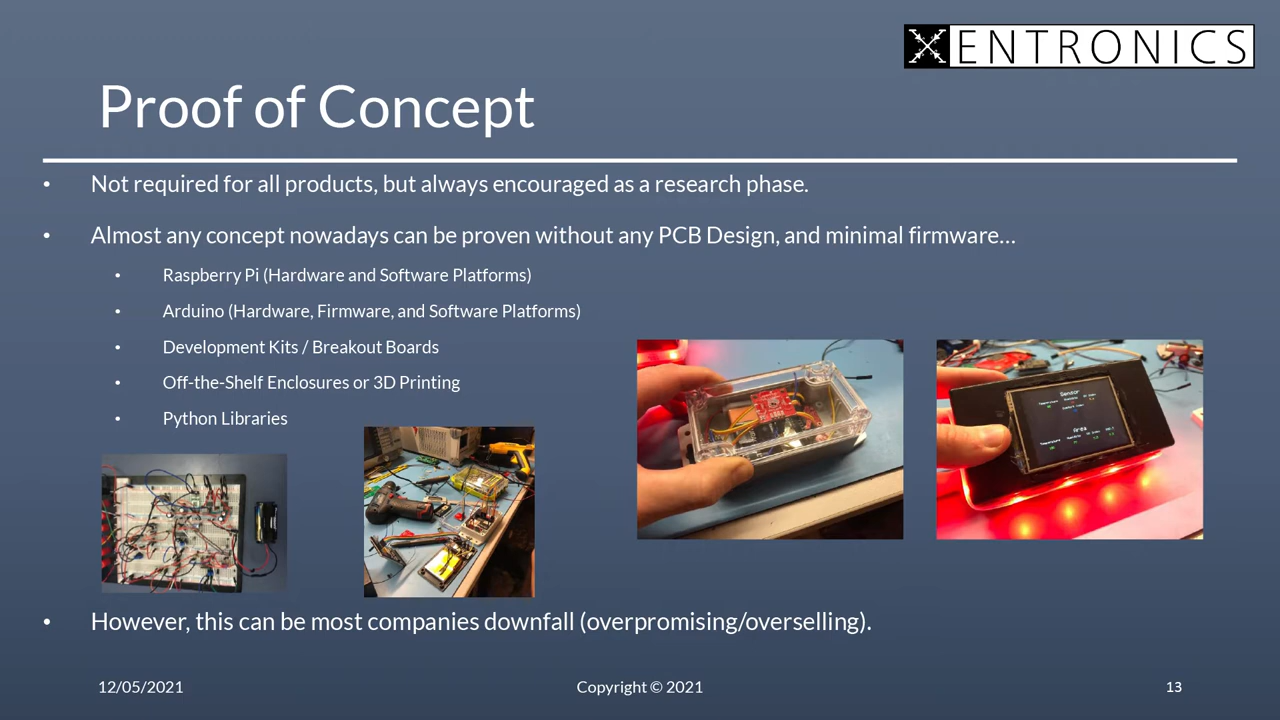 XENTRONICS
Proof of Concept
• Not required for all products, but always encouraged as a research phase.
• Almost any concept nowadays can be proven without any PCB Design, and minimal firmware...
• Raspberry Pi (Hardware and Software Platforms)
• Arduino (Hardware, Firmware, and Software Platforms)
• Development Kits / Breakout Boards
• Off-the-Shelf Enclosures or 3D Printing
• Python Libraries
Sensor
Area
• However, this can be most companies downfall (overpromising/overselling).
12/05/2021
Copyright © 2021
13